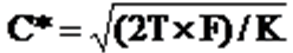 C* = √(2T×F)/K